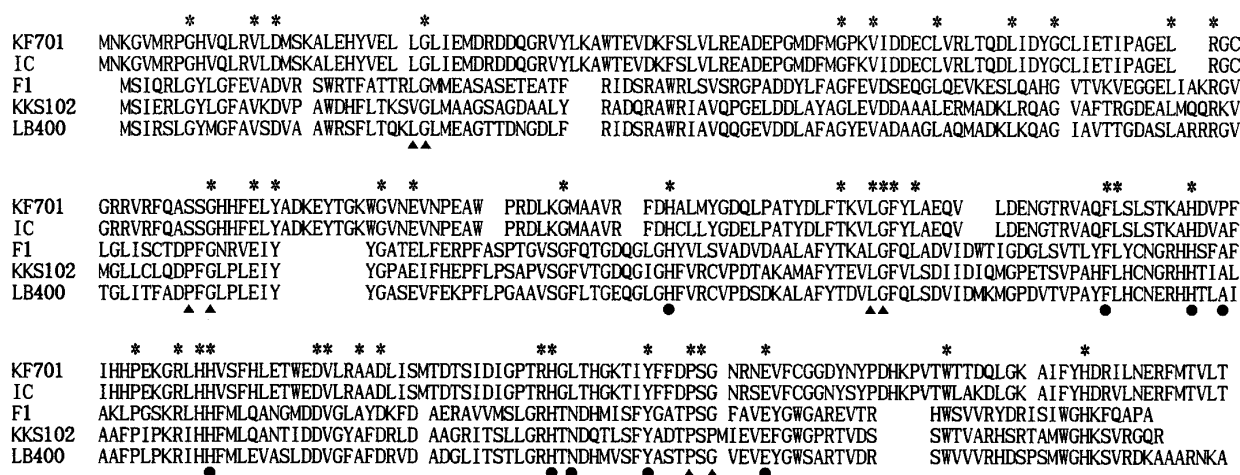 * * * * * * * * * * *
KF701 MNKGVMRPGHVQLRVLDMSKALEHYVEL LGLIEMDRDDQGRVYLKAWTEVDKFSLVLREADEPGMDFMGPKVIDDECLVRLTQDLIDYGCLIETIPAGEL RGC
IC MNKGVMRPGHVQLRVLDMSKALEHYVEL LGLIEMDRDDQGRVYLKAWTEVDKFSLVLREADEPGMDFMGFKVIDDECLVRLTQDLIDYGCLIETIPAGEL RGC
F1 MSIQRLGYLGFEVADVR SWRTFATTRLGMMEASASETEATF RIDSRAWRLSVSRGPADDYLFAGFEVDSEQGLQEVKESLQAHG VTVKVEGGELIAKRGV
KKS102 MSIERLGYLGFAVKDVP AWDHFLTKSVGLMAAGSAGDAALY RADQRAWRIAVQPGELDDLAYAGLEVDDAAALERMADKLRQAG VAFTRGDEALMQQRKV
LB400 MSIRSLGYMGFAVSDVA AWRSFLTQKLGLMEAGTTDNGDLF RIDSRAWRIAVQQGEVDDLAFAGYEVADAAGLAQMADKLKQAG IAVTTGDASLARRRGV
▲▲
* * * * * * * * *** * ** *
KF701 GRRVRFQASSGHHFELYADKEYTGKWGVNEVNPEAW PRDLKGMAAVR FDHALMYGDQLPATYDLFTKVLGFYLAEQV LDENGTRVAQFLSLSTKAHDVPF
IC GRRVRFQASSGHHFELYADKEYTGKWGVNEVNPEAW PRDLKGMAAVR FDHCLLYGDELPATYDLFTKVLGFYLAEQV LDENGTRVAQFLSLSTKAHDVAF
F1 LGLISCTDPFGNRVEIY YGATELFERPFASPTGVSGFQTGDQGLGHYVLSVADVDAALAFYTKALGFQLADVIDWTIGDGLSVTLYFLYCNGRHHSFAF
KKS102 MGLLCLQDPFGLPLEIY YGPAEIFHEPFLPSAPVSGFVTGDQGIGHFVRCVPDTAKAMAFYTEVLGFVLSDIIDIQMGPETSVPAHFLHCNGRHHTIAL
LB400 TGLITFADPFGLPLEIY YGASEVFEKPFLPGAAVSGFLTGEQGLGHFVRCVPDSDKALAFYTDVLGFQLSDVIDMKMGPDVTVPAYFLHCNERHHTLAI
▲ ▲ ● ▲▲ ● ● ●
* * ** ** * * ** * ** * * *
KF701 IHHPEKGRLHHVSFHLETWEDVLRAADLISMTDTSIDIGPTRHGLTHGKTIYFFDPSG NRNEVFCGGDYNYPDHKPVTWTTDQLGK AIFYHDRILNERFMTVLT
IC IHHPEKGRLHHVSFHLETWEDVLRAADLISMTDTSIDIGPTRHGLTHGKTIYFFDPSG NRSEVFCGGDYNYPDHKPVTWLAKDLGK AIFYHDRVLNERFMTVLT
F1 AKLPGSKRLHHFMLQANGMDDVGLAYDKFD AERAVVMSLGRHTNDHMISFYGATPSG FAVEYGWGAREVTR HWSVVRYDRISIWGHKFQAPA
KKS102 AAFPIPKRIHHFMLQANTIDDVGYAFDRLD AAGRITSLLGRHTNDQTLSFYADTPSPMIEVEFGWGPRTVDS SWTVARHSRTAMWGHKSVRGQR
LB400 AAFPLPKRIHHFMLEVASLDDVGFAFDRVD ADGLITSTLGRHTNDHMVSFYASTPSG VEVEYGWSARTVDR SWVVVRHDSPSMWGHKSVRDKAAARNKA
● ● ● ● ▲ ▲ ●